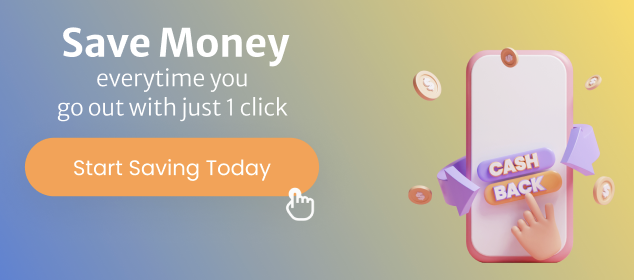 Save Money
everytime you
go out with just 1 click
Start Saving Today
CASH
BACK